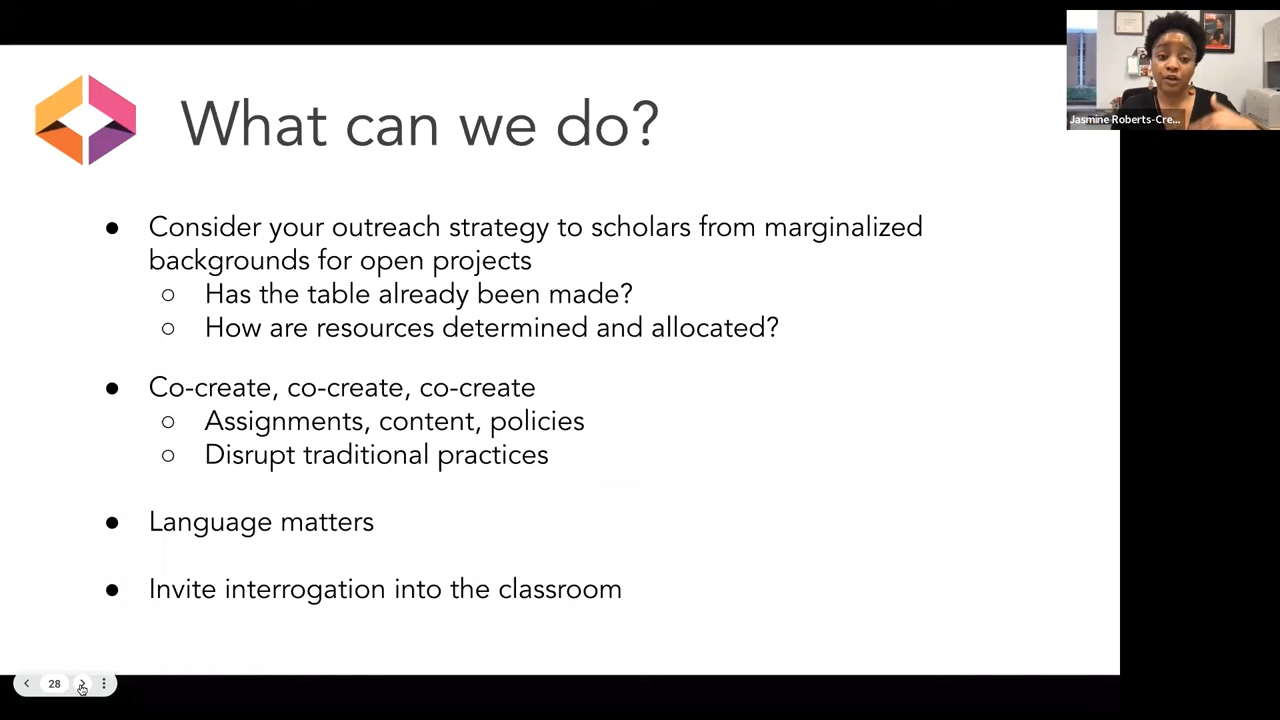 What can we do?
● Consider your outreach strategy to scholars from marginalized
backgrounds for open projects
○ Has the table already been made?
○ How are resources determined and allocated?
● Co-create, co-create, co-create
○ Assignments, content, policies
○ Disrupt traditional practices
● Language matters
● Invite interrogation into the classroom
Jasmine Roberts-Cre...
28